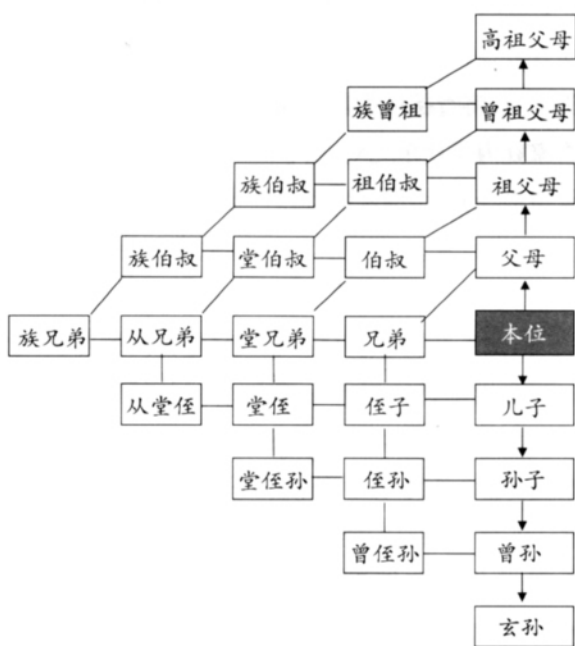 高祖父母
族曾祖 曾祖父母
族伯叔 祖伯叔 祖父母
族伯叔 堂伯叔 伯叔 父母
族兄弟 从兄弟 堂兄弟 兄弟 本位
从堂侄 堂侄 侄子 儿子
堂侄孙 侄孙 孙子
曾侄孙 曾孙
玄孙